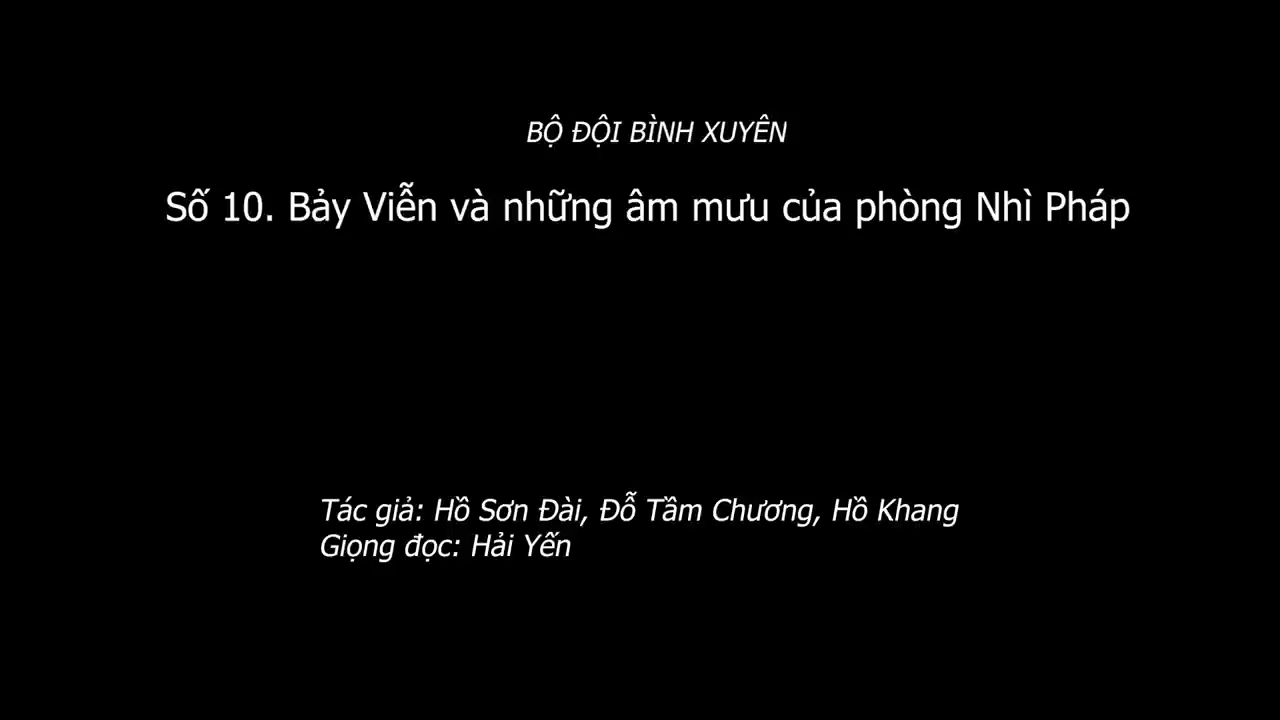 BỘ ĐỘI BÌNH XUYÊN
Số 10. Bảy Viễn và những âm mưu của phòng Nhì Pháp
Tác giả: Hồ Sơn Đài, Đỗ Tầm Chương, Hồ Khang
Giọng đọc: Hải Yến